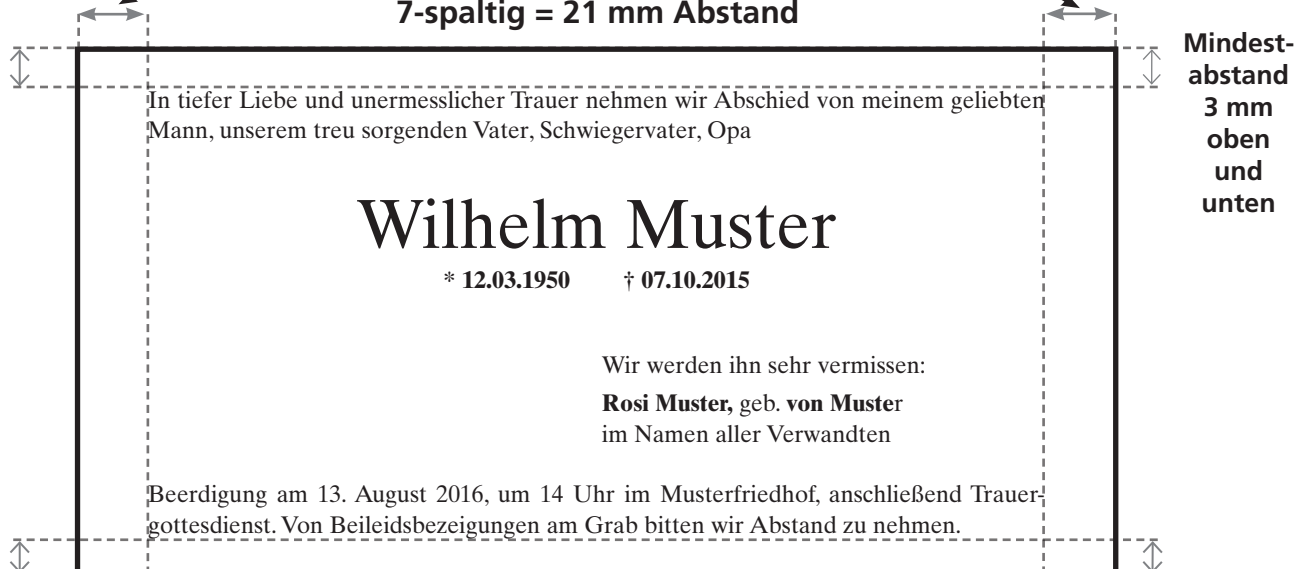 7-spaltig = 21 mm Abstand
Mindest-
abstand
3 mm
oben
und
unten
In tiefer Liebe und unermesslicher Trauer nehmen wir Abschied von meinem geliebten
Mann, unserem treu sorgenden Vater, Schwiegervater, Opa
Wilhelm Muster
* 12.03.1950 † 07.10.2015
Wir werden ihn sehr vermissen:
Rosi Muster, geb. von Muster
im Namen aller Verwandten
Beerdigung am 13. August 2016, um 14 Uhr im Musterfriedhof, anschließend Trauer-
gottesdienst. Von Beileidsbezeigungen am Grab bitten wir Abstand zu nehmen.